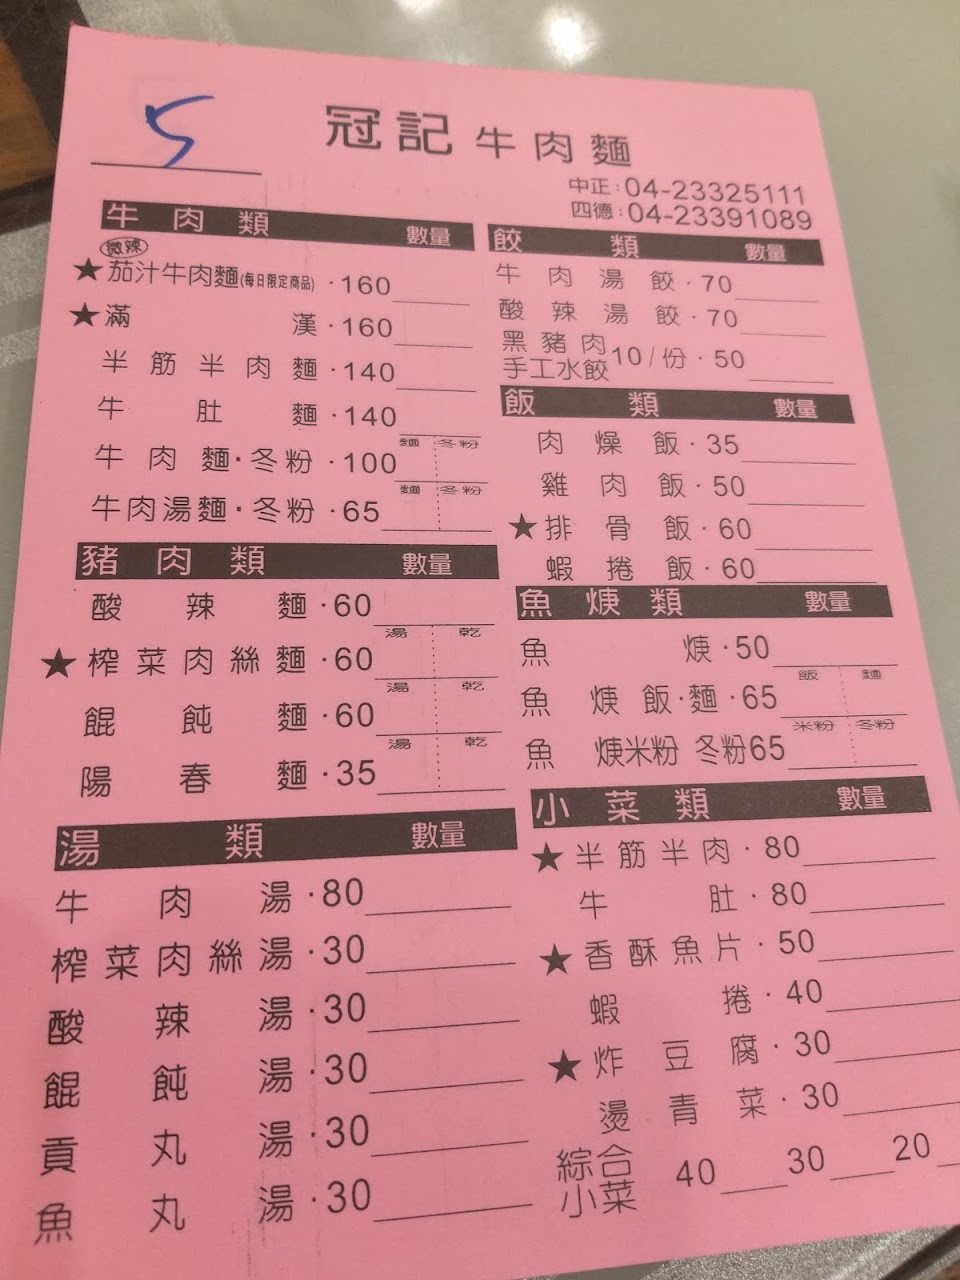 5
冠記 牛肉麵
中正：04-23325111
四德：04-23391089
牛肉類 數量
微辣
★茄汁牛肉麵(每日限定商品)·160
★滿漢·160
半筋半肉麵·140
牛肚麵·140
麵 冬粉
牛肉麵·冬粉·100
麵 冬粉
牛肉湯麵·冬粉·65
豬肉類 數量
酸辣麵·60
湯 乾
★榨菜肉絲麵·60
湯 乾
餛飩麵·60
湯 乾
陽春麵·35
湯類 數量
牛肉湯·80
榨菜肉絲湯·30
酸辣湯·30
餛飩湯·30
貢丸湯·30
魚丸湯·30
餃類 數量
牛肉湯餃·70
酸辣湯餃·70
黑豬肉
手工水餃 10/份·50
飯類 數量
肉燥飯·35
雞肉飯·50
★排骨飯·60
蝦捲飯·60
魚焿類 數量
魚焿·50
飯 麵
魚焿飯·麵·65
米粉 冬粉
魚焿米粉 冬粉65
小菜類 數量
★半筋半肉·80
牛肚·80
★香酥魚片·50
蝦捲·40
★炸豆腐·30
燙青菜·30
綜合
小菜 40 30 20